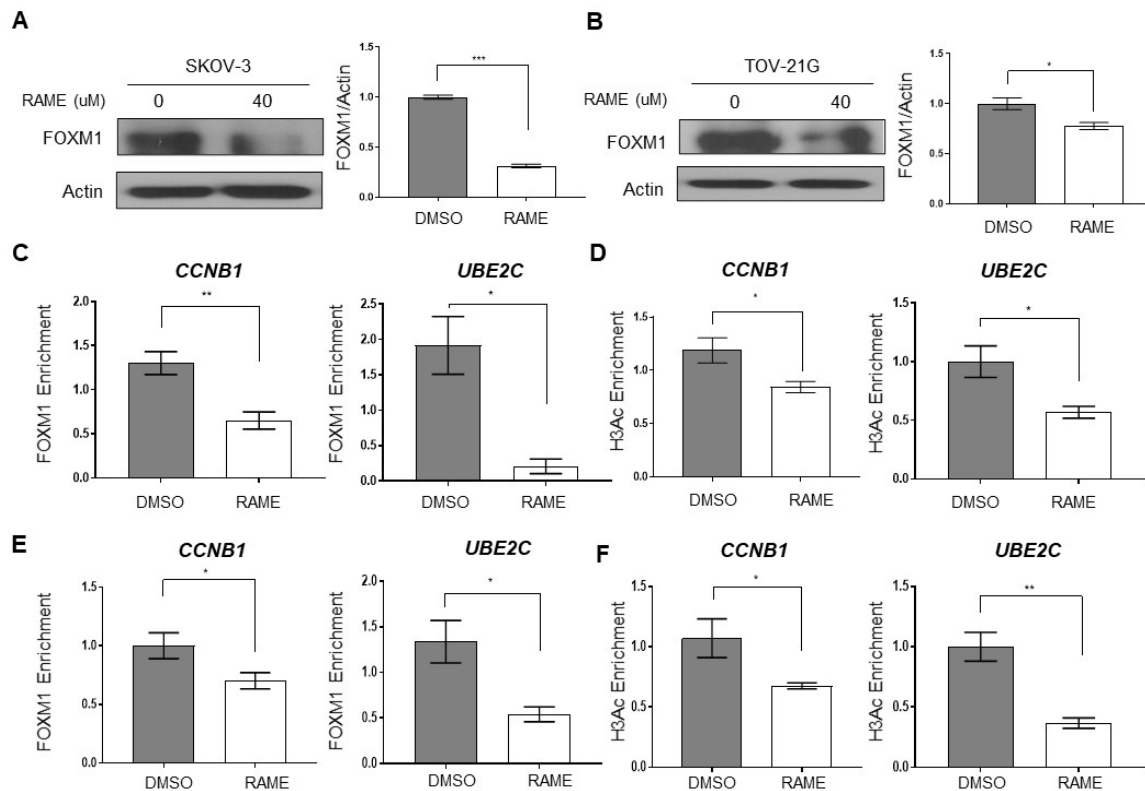 A
SKOV-3
RAME (uM) 0 40
FOXM1
Actin
FOXM1/Actin
1.5
1.0
0.5
0.0
***
DMSO RAME
B
TOV-21G
RAME (uM) 0 40
FOXM1
Actin
FOXM1/Actin
1.5
1.0
0.5
0.0
*
DMSO RAME
C
CCNB1
FOXM1 Enrichment
2.0
1.5
1.0
0.5
0.0
**
DMSO RAME
UBE2C
FOXM1 Enrichment
2.5
2.0
1.5
1.0
0.5
0.0
*
DMSO RAME
D
CCNB1
H3Ac Enrichment
1.5
1.0
0.5
0.0
*
DMSO RAME
UBE2C
H3Ac Enrichment
1.5
1.0
0.5
0.0
*
DMSO RAME
E
CCNB1
FOXM1 Enrichment
1.5
1.0
0.5
0.0
*
DMSO RAME
UBE2C
FOXM1 Enrichment
2.0
1.5
1.0
0.5
0.0
*
DMSO RAME
F
CCNB1
H3Ac Enrichment
1.5
1.0
0.5
0.0
*
DMSO RAME
UBE2C
H3Ac Enrichment
1.5
1.0
0.5
0.0
**
DMSO RAME